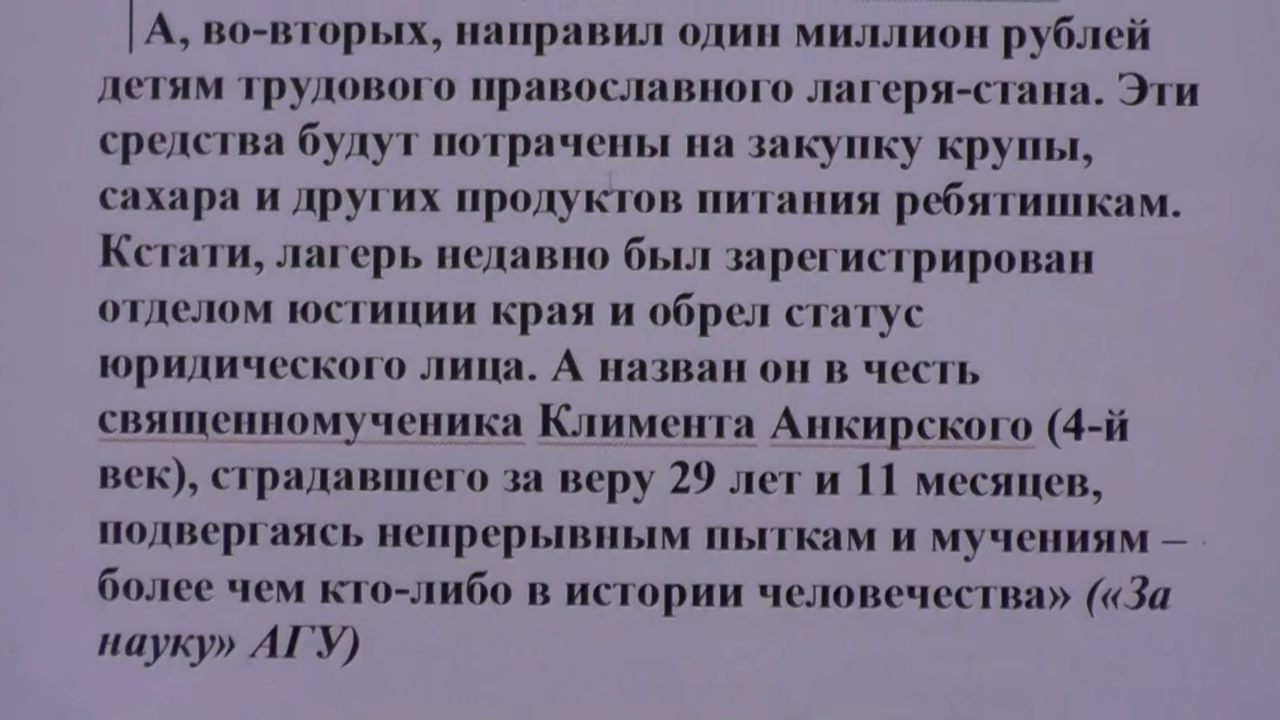 А, во-вторых, направил один миллион рублей
детям трудового православного лагеря-стана. Эти
средства будут потрачены на закупку крупы,
сахара и других продуктов питания ребятишкам.
Кстати, лагерь недавно был зарегистрирован
отделом юстиции края и обрел статус
юридического лица. А назван он в честь
священномученика Климента Анкирского (4-й
век), страдавшего за веру 29 лет и 11 месяцев,
подвергаясь непрерывным пыткам и мучениям –
более чем кто-либо в истории человечества» («За
науку» АГУ)